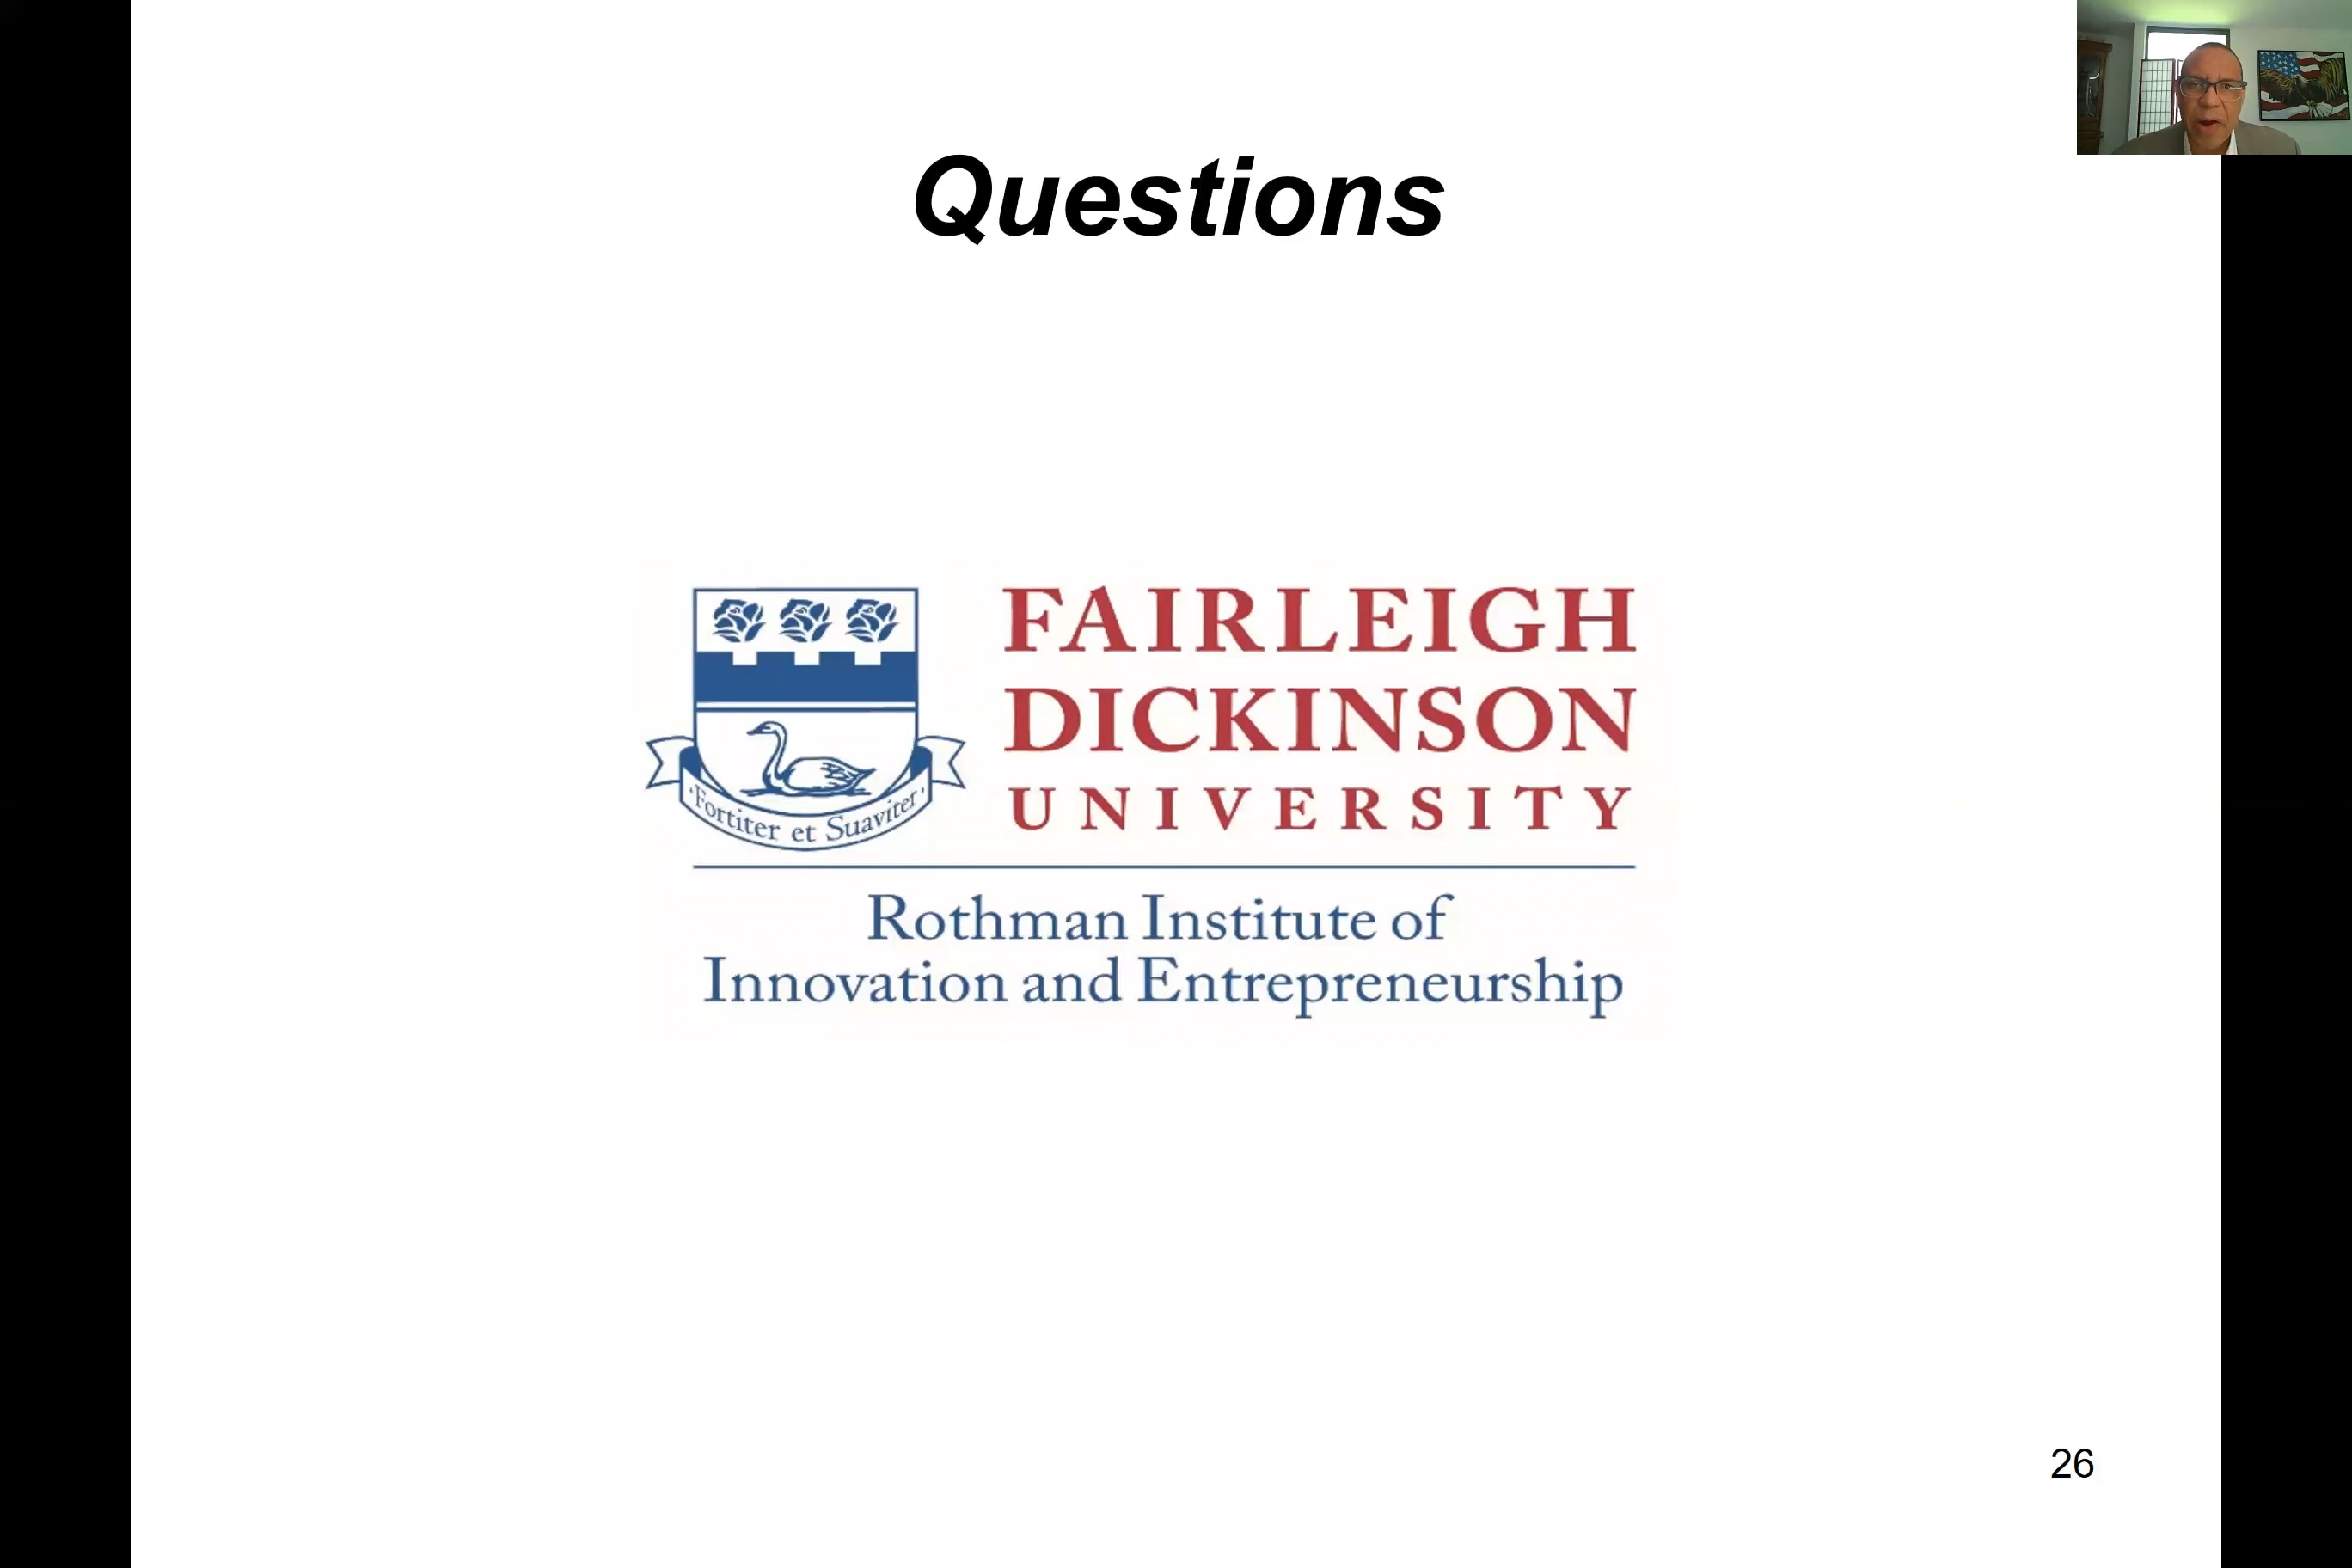 Questions
FAIRLEIGH
DICKINSON
UNIVERSITY
·Fortiter et Suaviter·
Rothman Institute of
Innovation and Entrepreneurship
26